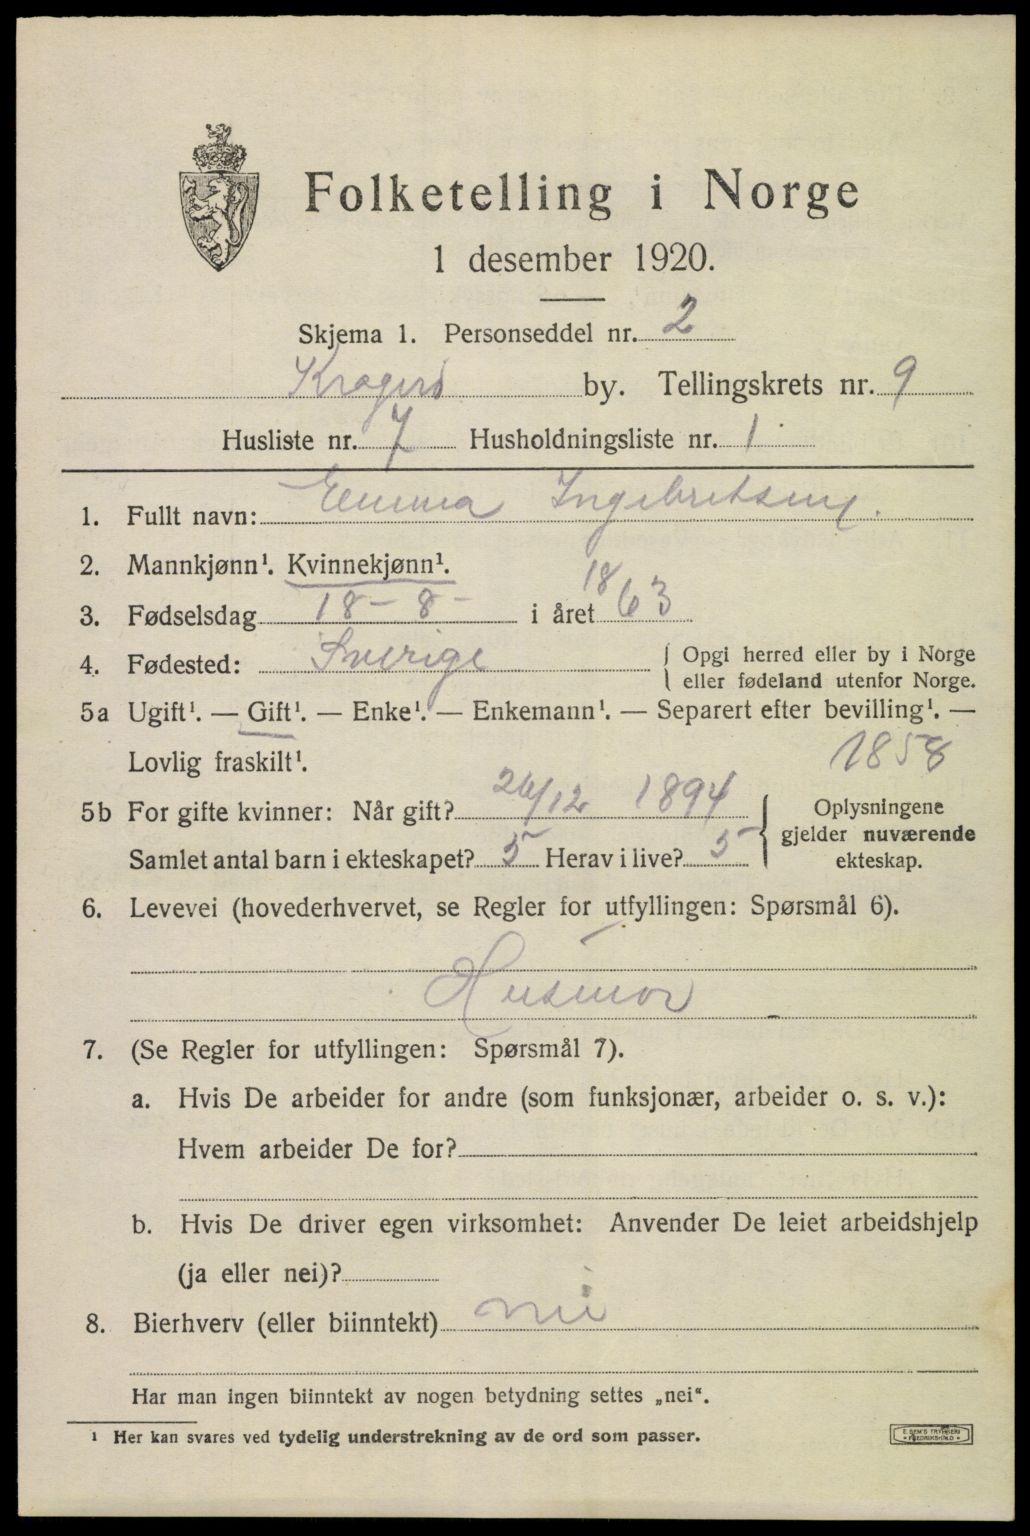 Folketelling i Norge
1 desember 1920.
Skjema 1. Personseddel nr. 2
Kragerø by. Tellingskrets nr. 9
Husliste nr. 7 Husholdningsliste nr. 1
1. Fullt navn: Emma Ingebretsen
2. Mannkjønn¹. Kvinnekjønn¹.
3. Fødselsdag 18-8- i året 1863
4. Fødested: Sverige { Opgi herred eller by i Norge
eller fødeland utenfor Norge.
5a Ugift¹. — Gift¹. — Enke¹. — Enkemann¹. — Separert efter bevilling¹. —
Lovlig fraskilt¹. 1858
5b For gifte kvinner: Når gift? 26/12 1894
Samlet antal barn i ekteskapet? 5 Herav i live? 5
} Oplysningene
gjelder nuværende
ekteskap.
6. Levevei (hovederhvervet, se Regler for utfyllingen: Spørsmål 6).
Husmor
7. (Se Regler for utfyllingen: Spørsmål 7).
a. Hvis De arbeider for andre (som funksjonær, arbeider o. s. v.):
Hvem arbeider De for?
b. Hvis De driver egen virksomhet: Anvender De leiet arbeidshjelp
(ja eller nei)?
8. Bierhverv (eller biinntekt) nei
Har man ingen biinntekt av nogen betydning settes „nei“.
¹ Her kan svares ved tydelig understrekning av de ord som passer.
E. SEM'S TRYKKERI
FREDRIKSHALD